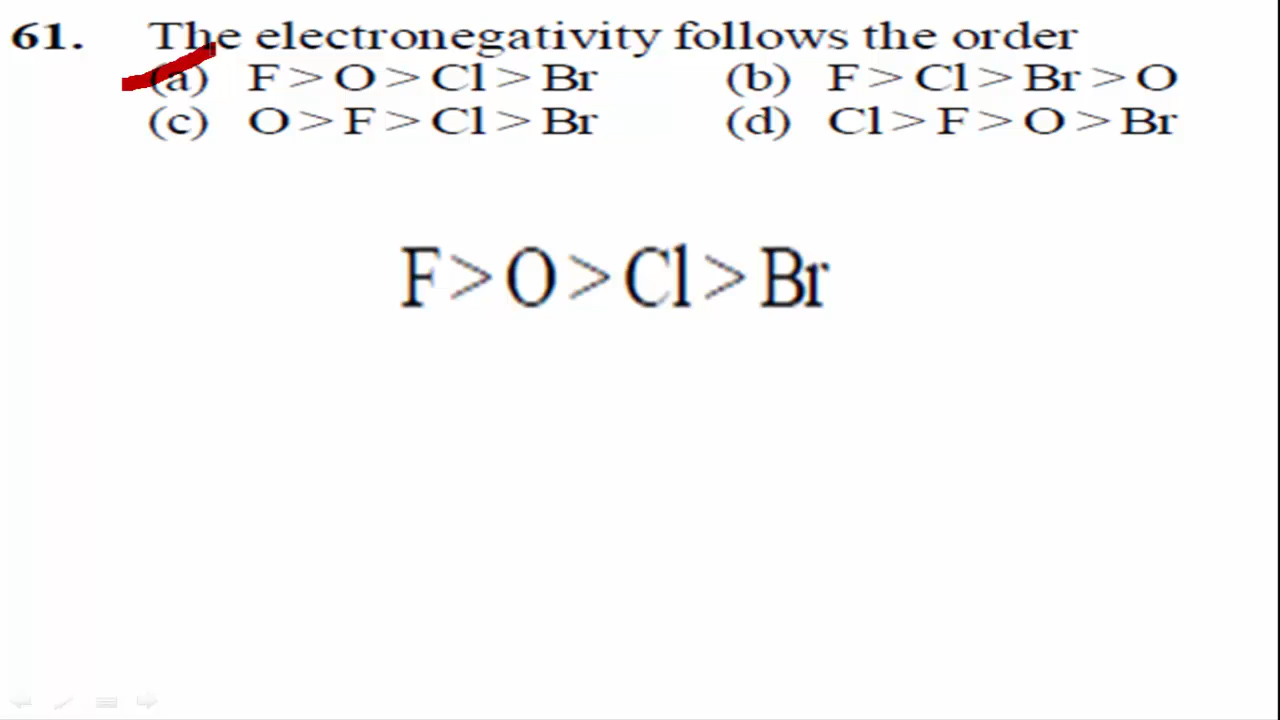 61. The electronegativity follows the order
(a) F > O > Cl > Br (b) F > Cl > Br > O
(c) O > F > Cl > Br (d) Cl > F > O > Br
F > O > Cl > Br